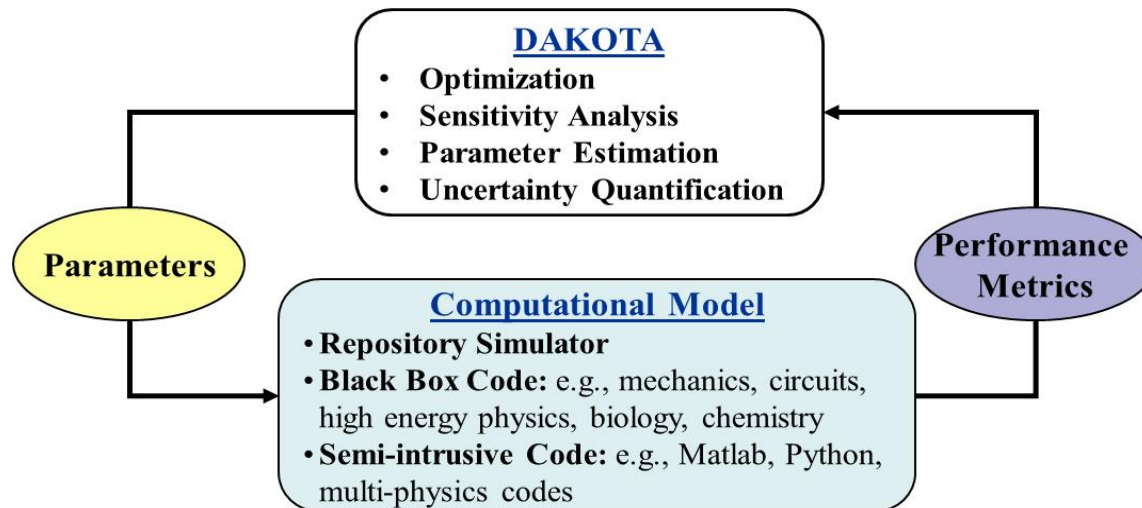 DAKOTA
• Optimization
• Sensitivity Analysis
• Parameter Estimation
• Uncertainty Quantification
Parameters
Performance
Metrics
Computational Model
• Repository Simulator
• Black Box Code: e.g., mechanics, circuits,
high energy physics, biology, chemistry
• Semi-intrusive Code: e.g., Matlab, Python,
multi-physics codes